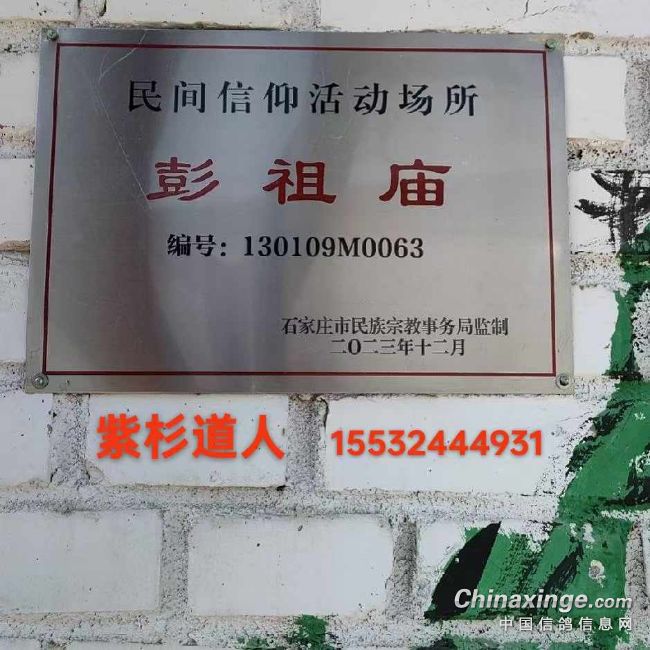 民间信仰活动场所
彭祖庙
编号：130109M0063
石家庄市民族宗教事务局监制
二〇二三年十二月
紫杉道人 15532444931
Chinaxinge.com
中国信鸽信息网